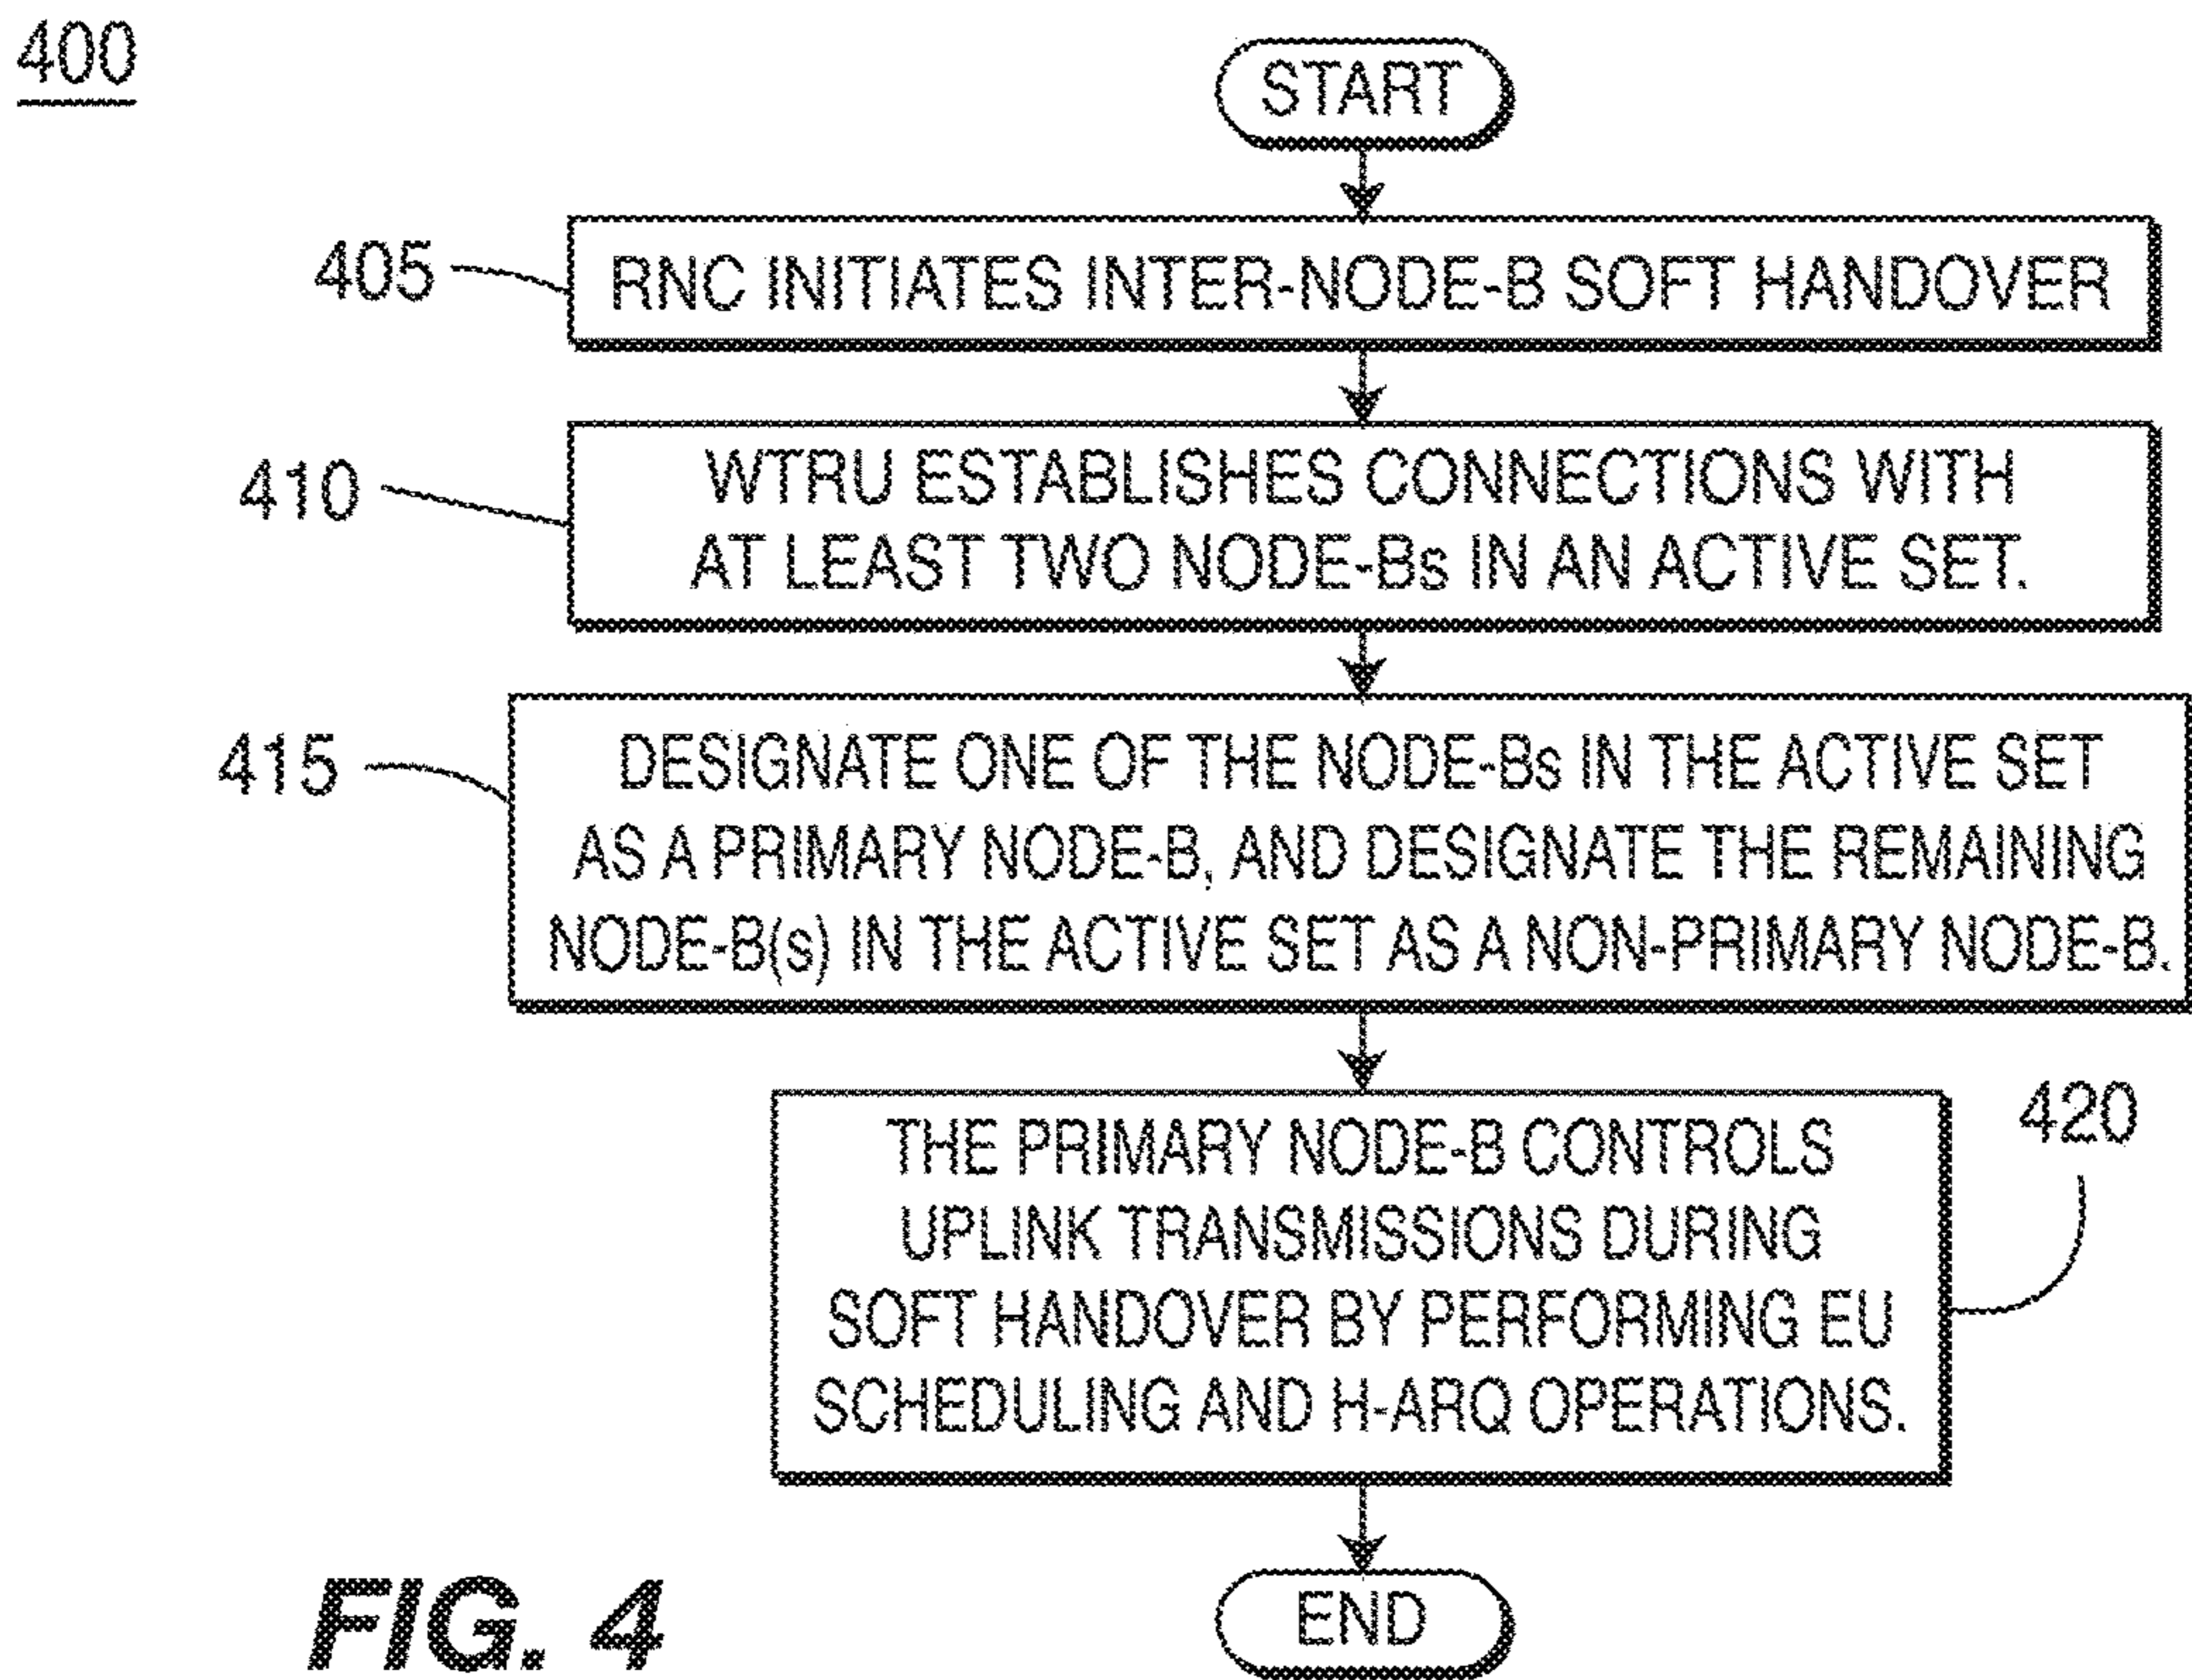 400
START
405
RNC INITIATES INTER-NODE-B SOFT HANDOVER
410
WTRU ESTABLISHES CONNECTIONS WITH
AT LEAST TWO NODE-Bs IN AN ACTIVE SET.
415
DESIGNATE ONE OF THE NODE-Bs IN THE ACTIVE SET
AS A PRIMARY NODE-B, AND DESIGNATE THE REMAINING
NODE-B(s) IN THE ACTIVE SET AS A NON-PRIMARY NODE-B.
420
THE PRIMARY NODE-B CONTROLS
UPLINK TRANSMISSIONS DURING
SOFT HANDOVER BY PERFORMING EU
SCHEDULING AND H-ARQ OPERATIONS.
END
FIG. 4